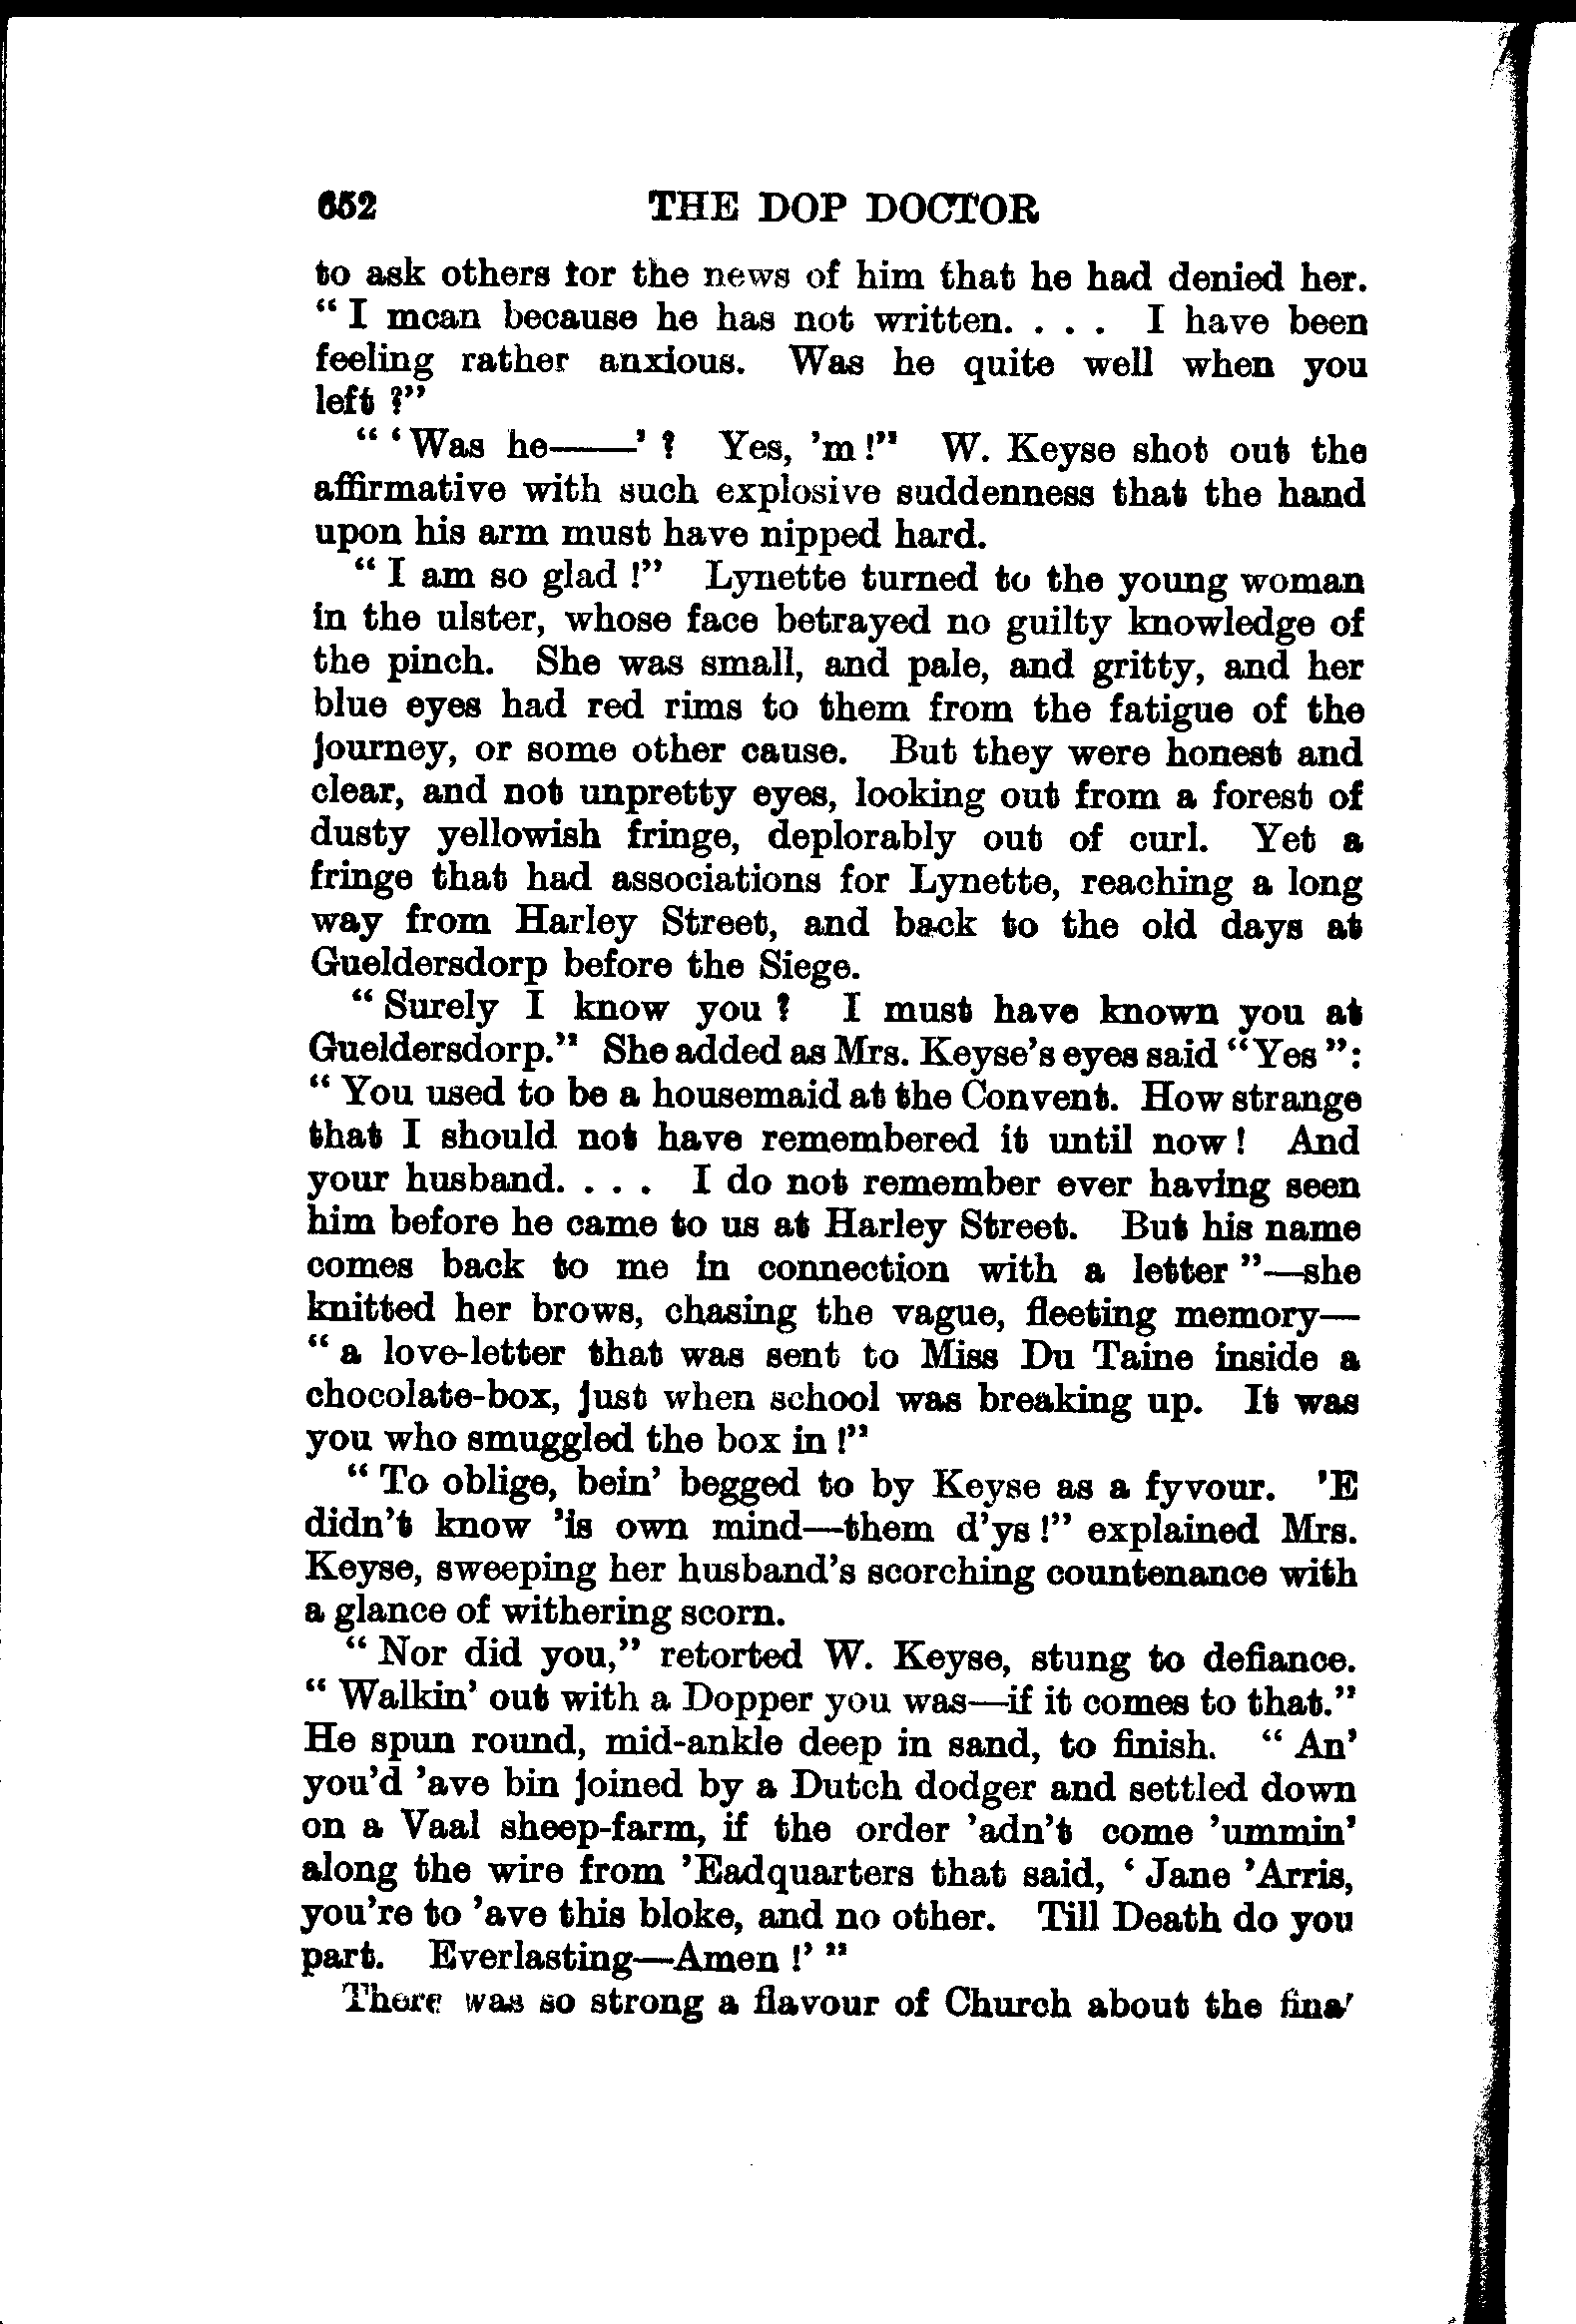 652 THE DOP DOCTOR
to ask others for the news of him that he had denied her.
“ I mean because he has not written. . . . I have been
feeling rather anxious. Was he quite well when you
left ?”
“ ‘ Was he——’ ? Yes, ’m !” W. Keyse shot out the
affirmative with such explosive suddenness that the hand
upon his arm must have nipped hard.
“ I am so glad !” Lynette turned to the young woman
in the ulster, whose face betrayed no guilty knowledge of
the pinch. She was small, and pale, and gritty, and her
blue eyes had red rims to them from the fatigue of the
journey, or some other cause. But they were honest and
clear, and not unpretty eyes, looking out from a forest of
dusty yellowish fringe, deplorably out of curl. Yet a
fringe that had associations for Lynette, reaching a long
way from Harley Street, and back to the old days at
Gueldersdorp before the Siege.
“ Surely I know you ? I must have known you at
Gueldersdorp.” She added as Mrs. Keyse’s eyes said “ Yes ”:
“ You used to be a housemaid at the Convent. How strange
that I should not have remembered it until now ! And
your husband. . . . I do not remember ever having seen
him before he came to us at Harley Street. But his name
comes back to me in connection with a letter ”—she
knitted her brows, chasing the vague, fleeting memory—
“ a love-letter that was sent to Miss Du Taine inside a
chocolate-box, just when school was breaking up. It was
you who smuggled the box in !”
“ To oblige, bein’ begged to by Keyse as a fyvour. ’E
didn’t know ’is own mind—them d’ys !” explained Mrs.
Keyse, sweeping her husband’s scorching countenance with
a glance of withering scorn.
“ Nor did you,” retorted W. Keyse, stung to defiance.
“ Walkin’ out with a Dopper you was—if it comes to that.”
He spun round, mid-ankle deep in sand, to finish. “ An’
you’d ’ave bin joined by a Dutch dodger and settled down
on a Vaal sheep-farm, if the order ’adn’t come ’ummin’
along the wire from ’Eadquarters that said, ‘ Jane ’Arris,
you’re to ’ave this bloke, and no other. Till Death do you
part. Everlasting—Amen !’ ”
There was so strong a flavour of Church about the final